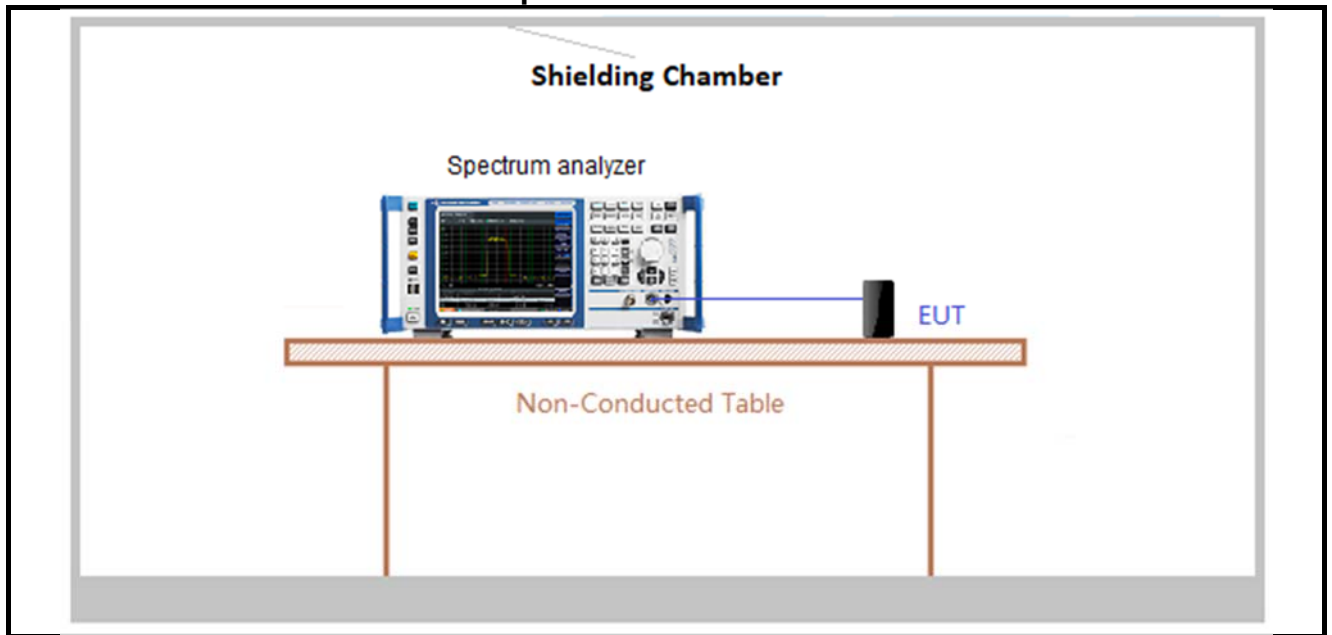 Shielding Chamber
Spectrum analyzer
EUT
Non-Conducted Table